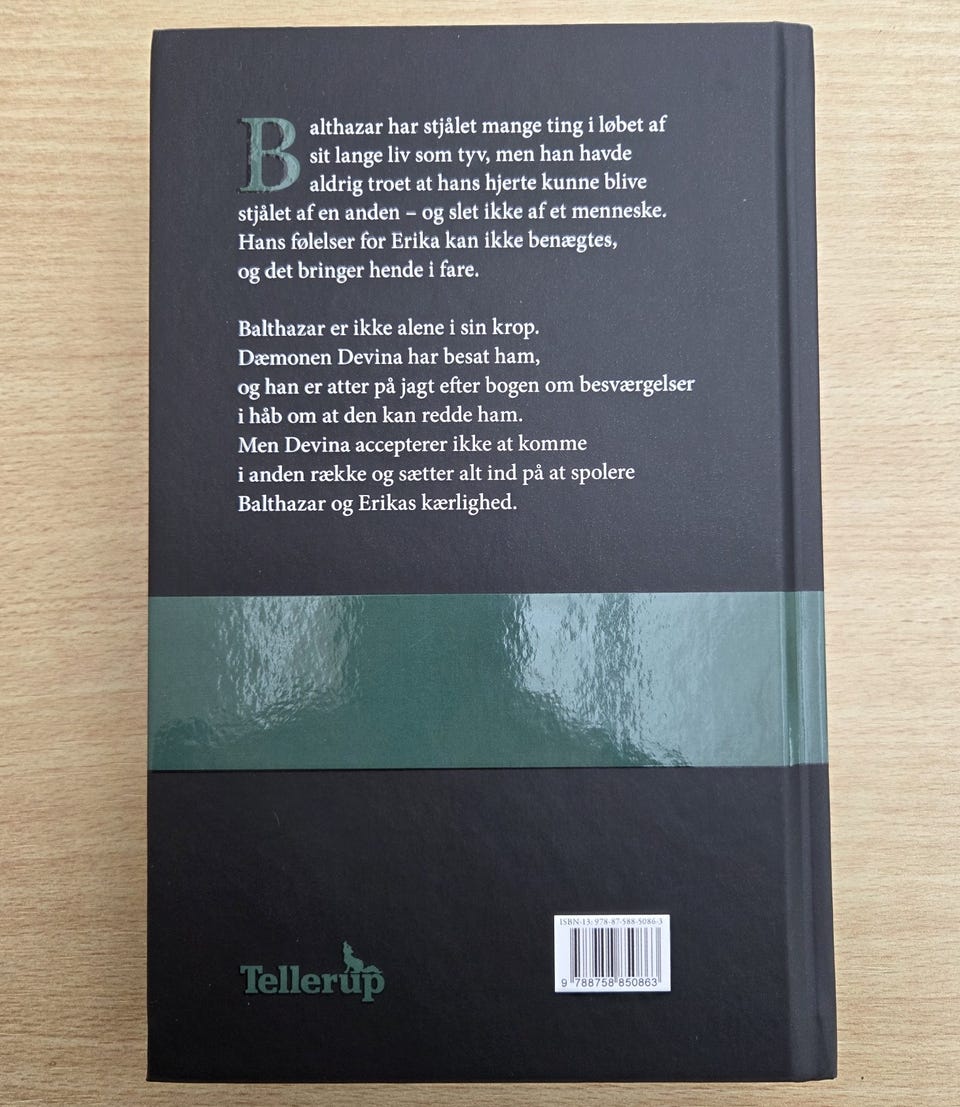 Balthazar har stjålet mange ting i løbet af
sit lange liv som tyv, men han havde
aldrig troet at hans hjerte kunne blive
stjålet af en anden – og slet ikke af et menneske.
Hans følelser for Erika kan ikke benægtes,
og det bringer hende i fare.
Balthazar er ikke alene i sin krop.
Dæmonen Devina har besat ham,
og han er atter på jagt efter bogen om besværgelser
i håb om at den kan redde ham.
Men Devina accepterer ikke at komme
i anden række og sætter alt ind på at spolere
Balthazar og Erikas kærlighed.
Tellerup
ISBN-13: 978-87-588-5086-3
9 788758 850863